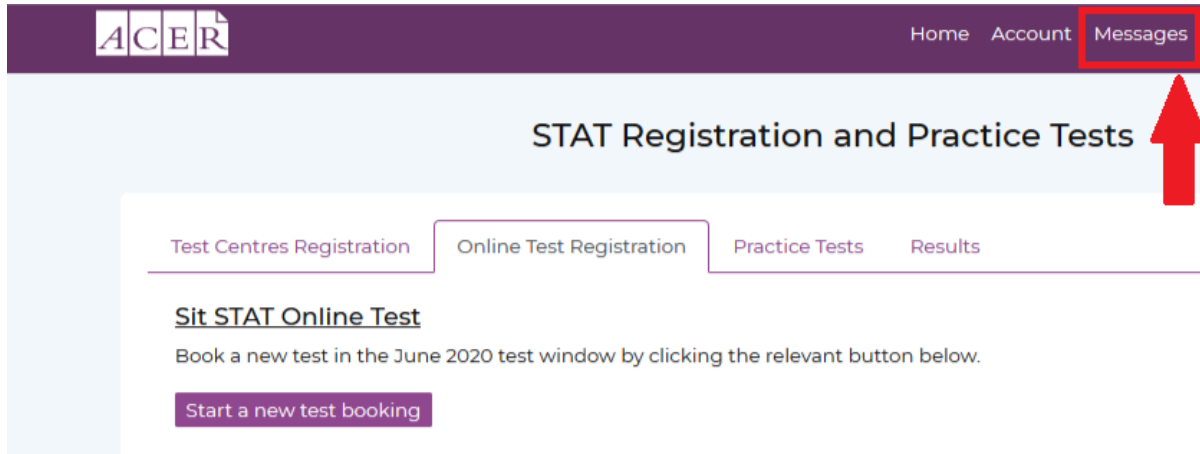 ACER
Home Account Messages
STAT Registration and Practice Tests
Test Centres Registration Online Test Registration Practice Tests Results
Sit STAT Online Test
Book a new test in the June 2020 test window by clicking the relevant button below.
Start a new test booking